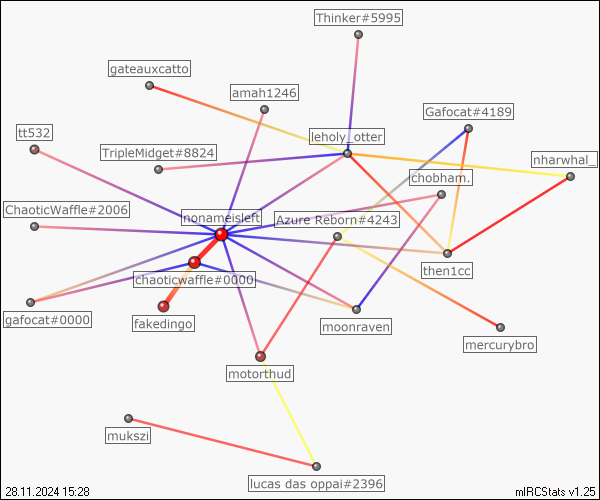 Thinker#5995
gateauxcatto
amah1246
Gafocat#4189
tt532
leholy_otter
TripleMidget#8824
nharwhal_
chobham.
ChaoticWaffle#2006
nonameisleft
Azure Reborn#4243
then1cc
chaoticwaffle#0000
gafocat#0000
fakedingo
moonraven
mercurybro
motorthud
mukszi
lucas das oppai#2396
28.11.2024 15:28
mIRCStats v1.25